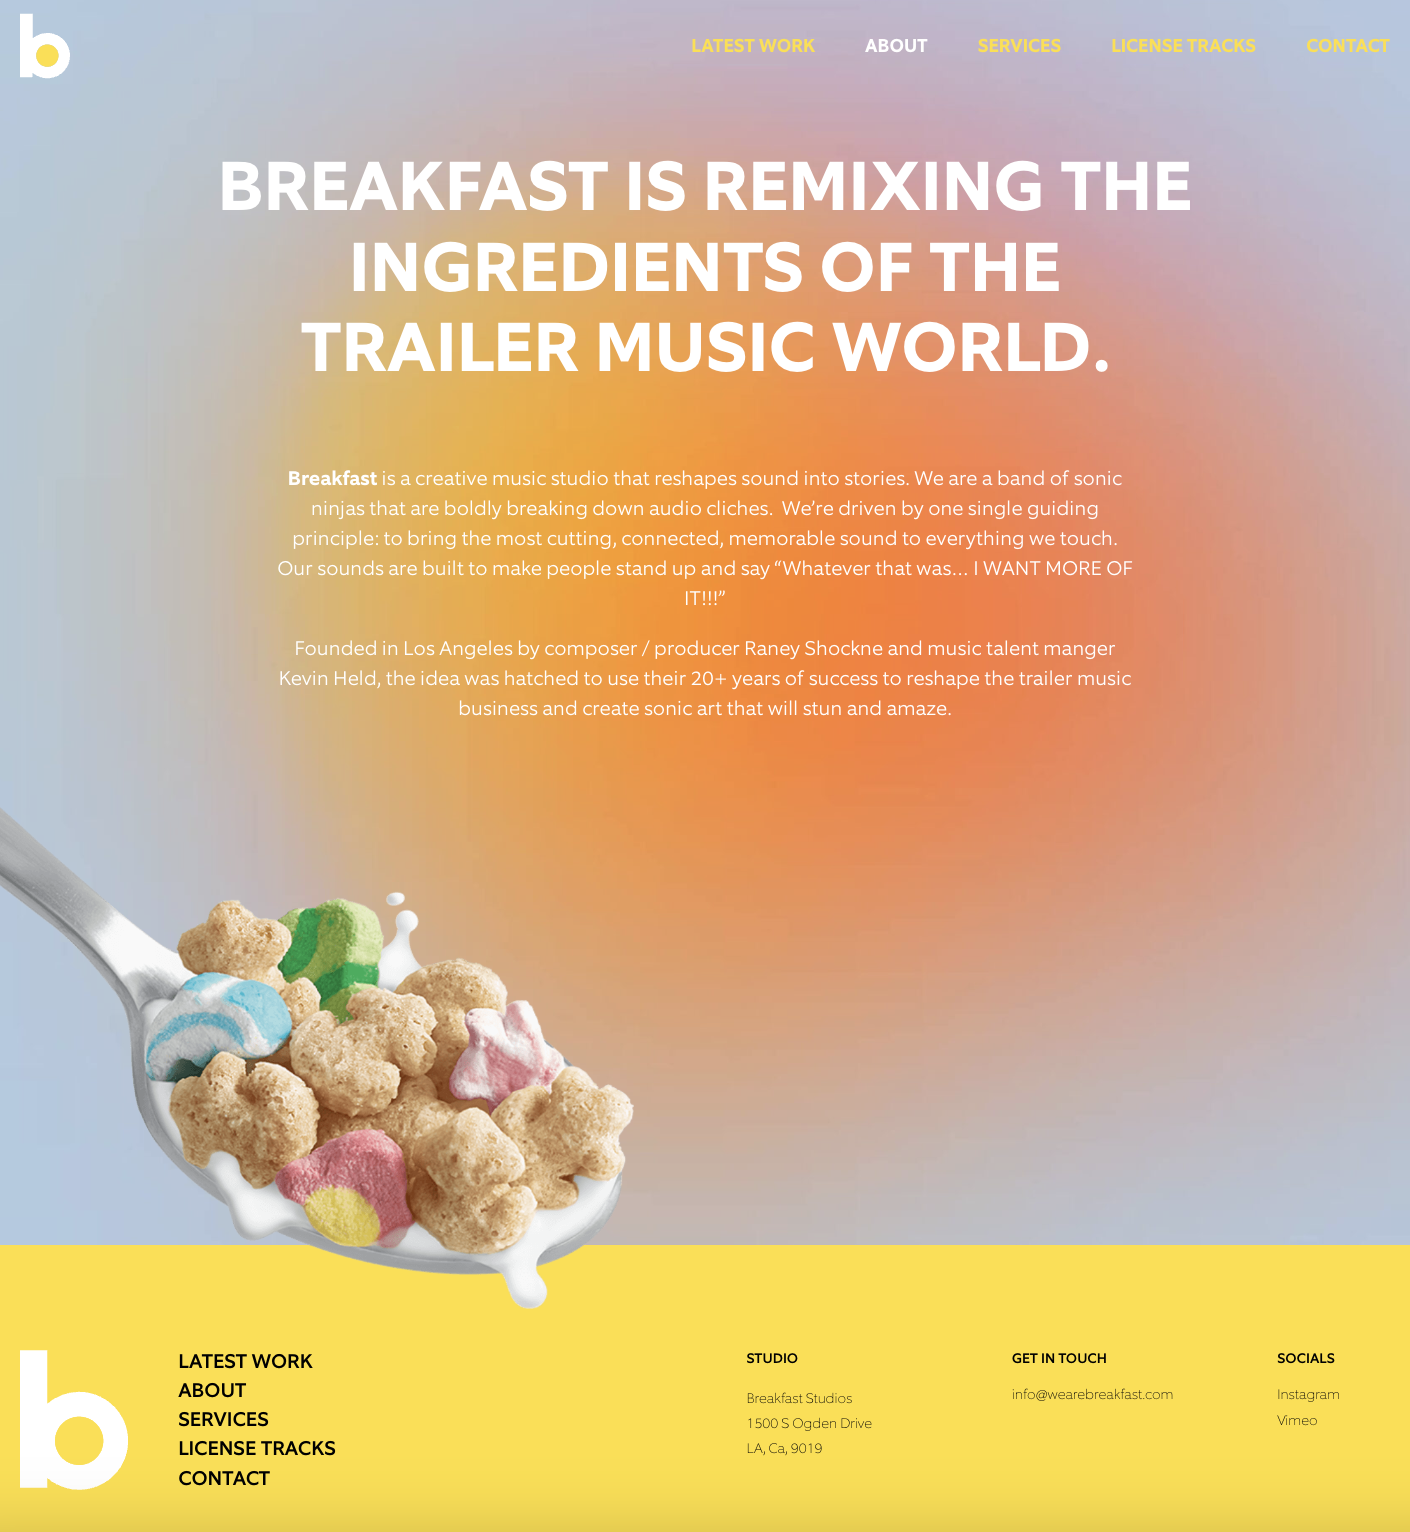 b
LATEST WORK ABOUT SERVICES LICENSE TRACKS CONTACT
BREAKFAST IS REMIXING THE
INGREDIENTS OF THE
TRAILER MUSIC WORLD.
Breakfast is a creative music studio that reshapes sound into stories. We are a band of sonic
ninjas that are boldly breaking down audio cliches.  We’re driven by one single guiding
principle: to bring the most cutting, connected, memorable sound to everything we touch.
Our sounds are built to make people stand up and say “Whatever that was… I WANT MORE OF
IT!!!”
Founded in Los Angeles by composer / producer Raney Shockne and music talent manger
Kevin Held, the idea was hatched to use their 20+ years of success to reshape the trailer music
business and create sonic art that will stun and amaze.
b
LATEST WORK
ABOUT
SERVICES
LICENSE TRACKS
CONTACT
STUDIO
Breakfast Studios
1500 S Ogden Drive
LA, Ca, 9019
GET IN TOUCH
info@wearebreakfast.com
SOCIALS
Instagram
Vimeo